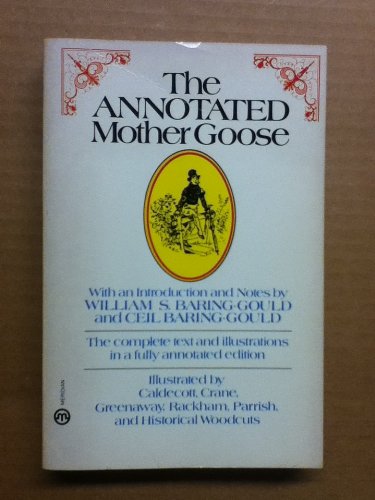 The
ANNOTATED
Mother Goose
With an Introduction and Notes by
WILLIAM S. BARING-GOULD
and CEIL BARING-GOULD
The complete text and illustrations
in a fully annotated edition
Illustrated by
Caldecott, Crane,
Greenaway, Rackham, Parrish,
and Historical Woodcuts
MERIDIAN